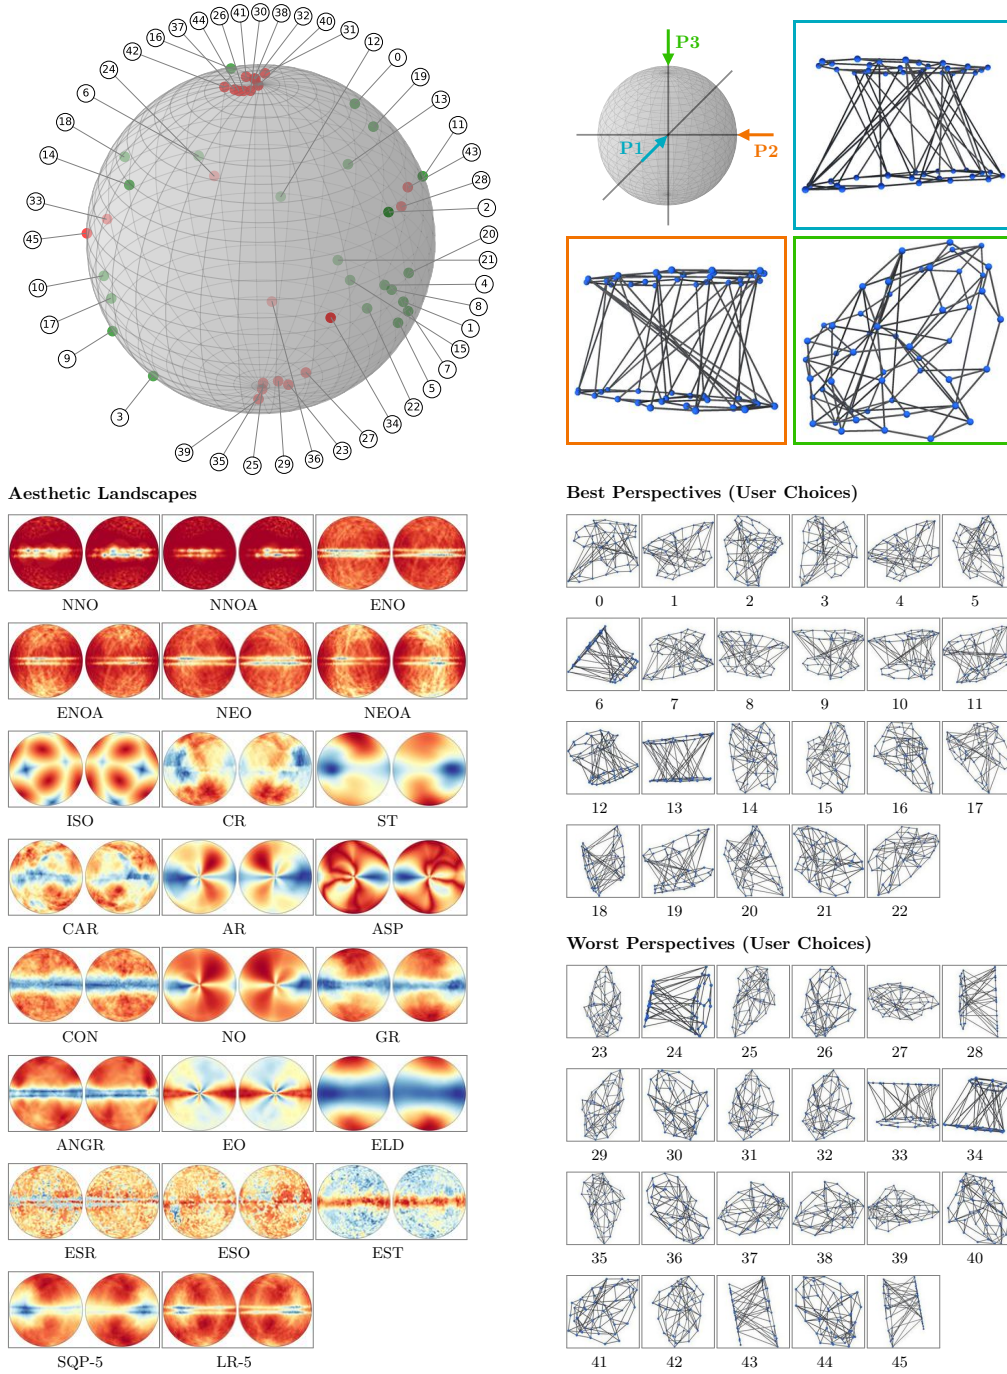 30
41 38
26 32
44 40
37 31
16 12
42 0
24 19
6 13
18 11
14 43
33 28
45 2
10 20
17 21
9 4
3 8
1
15
7
5
22
34
27
23
36
29
25
35
39
P3
P1
P2
Aesthetic Landscapes
NNO NNOA ENO
ENOA NEO NEOA
ISO CR ST
CAR AR ASP
CON NO GR
ANGR EO ELD
ESR ESO EST
SQP-5 LR-5
Best Perspectives (User Choices)
0 1 2 3 4 5
6 7 8 9 10 11
12 13 14 15 16 17
18 19 20 21 22
Worst Perspectives (User Choices)
23 24 25 26 27 28
29 30 31 32 33 34
35 36 37 38 39 40
41 42 43 44 45